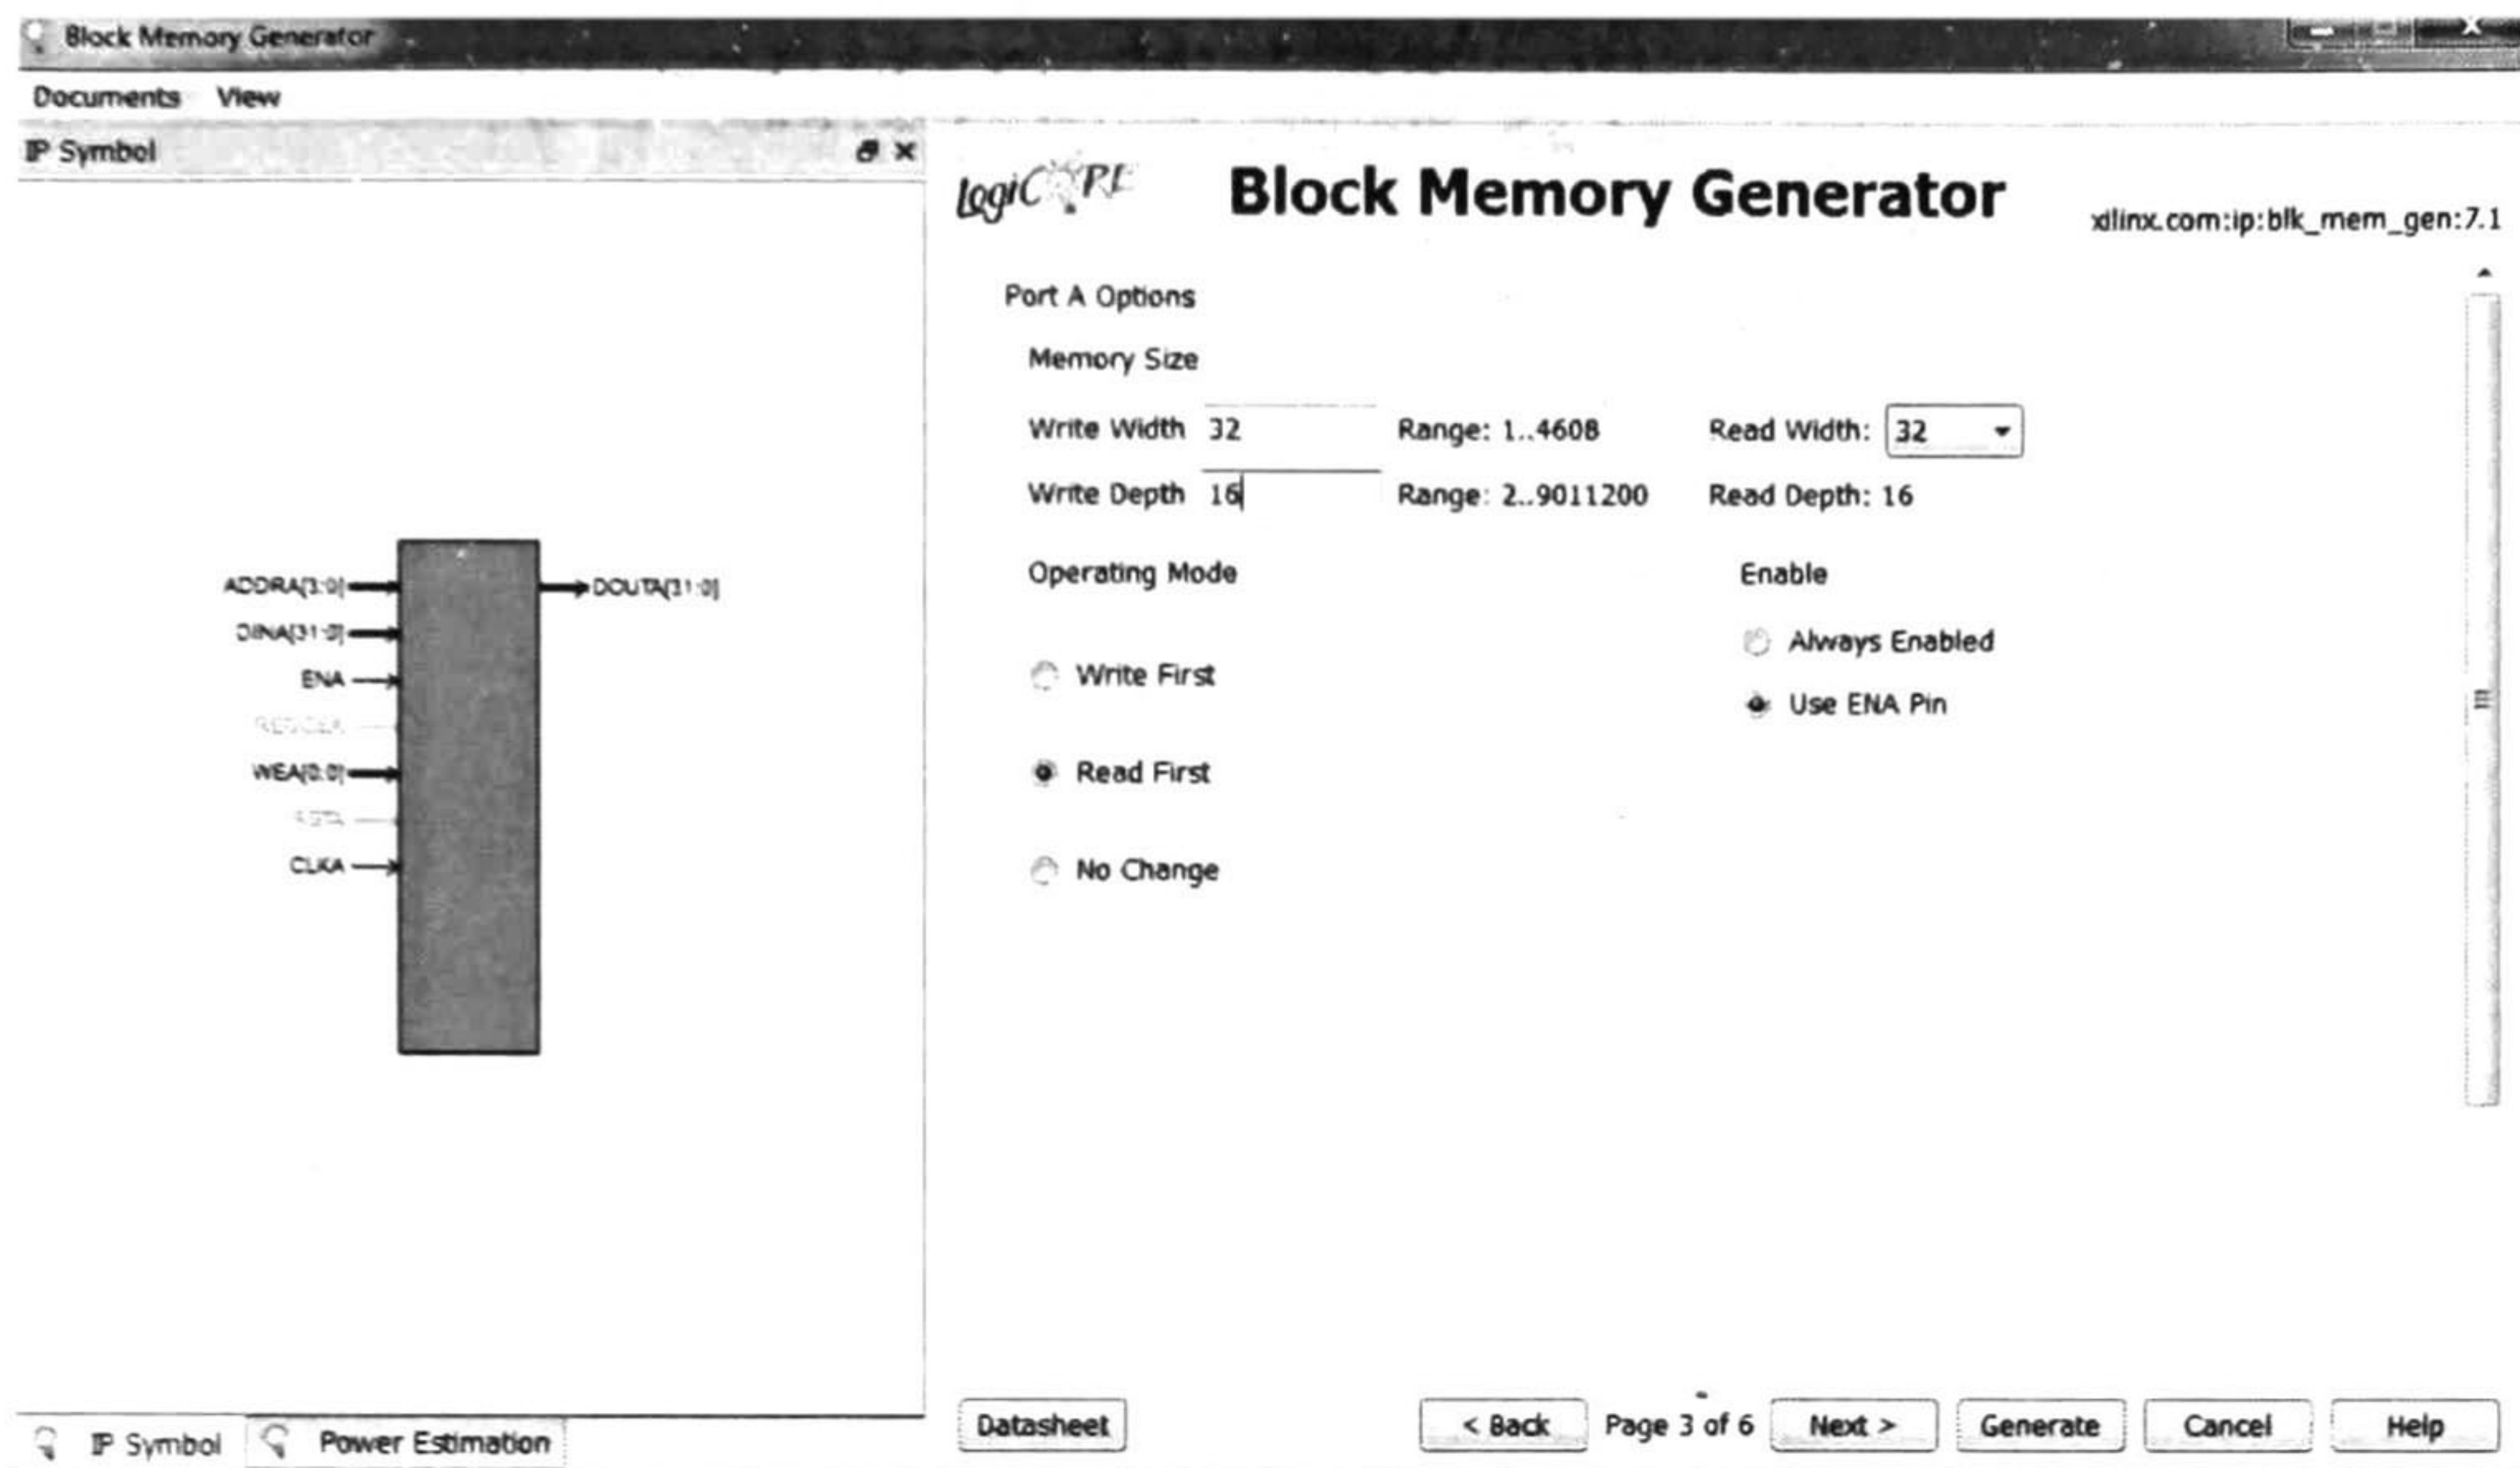 Block Memory Generator
Documents View
IP Symbol
ADDRA[3:0]
DINA[31:0]
ENA
REGCEA
WEA[0:0]
RSTA
CLKA
DOUTA[31:0]
LogiCORE
Block Memory Generator
xilinx.com:ip:blk_mem_gen:7.1
Port A Options
Memory Size
Write Width 32 Range: 1..4608 Read Width: 32
Write Depth 16 Range: 2..9011200 Read Depth: 16
Operating Mode
Write First
Read First
No Change
Enable
Always Enabled
Use ENA Pin
IP Symbol Power Estimation
Datasheet < Back Page 3 of 6 Next > Generate Cancel Help